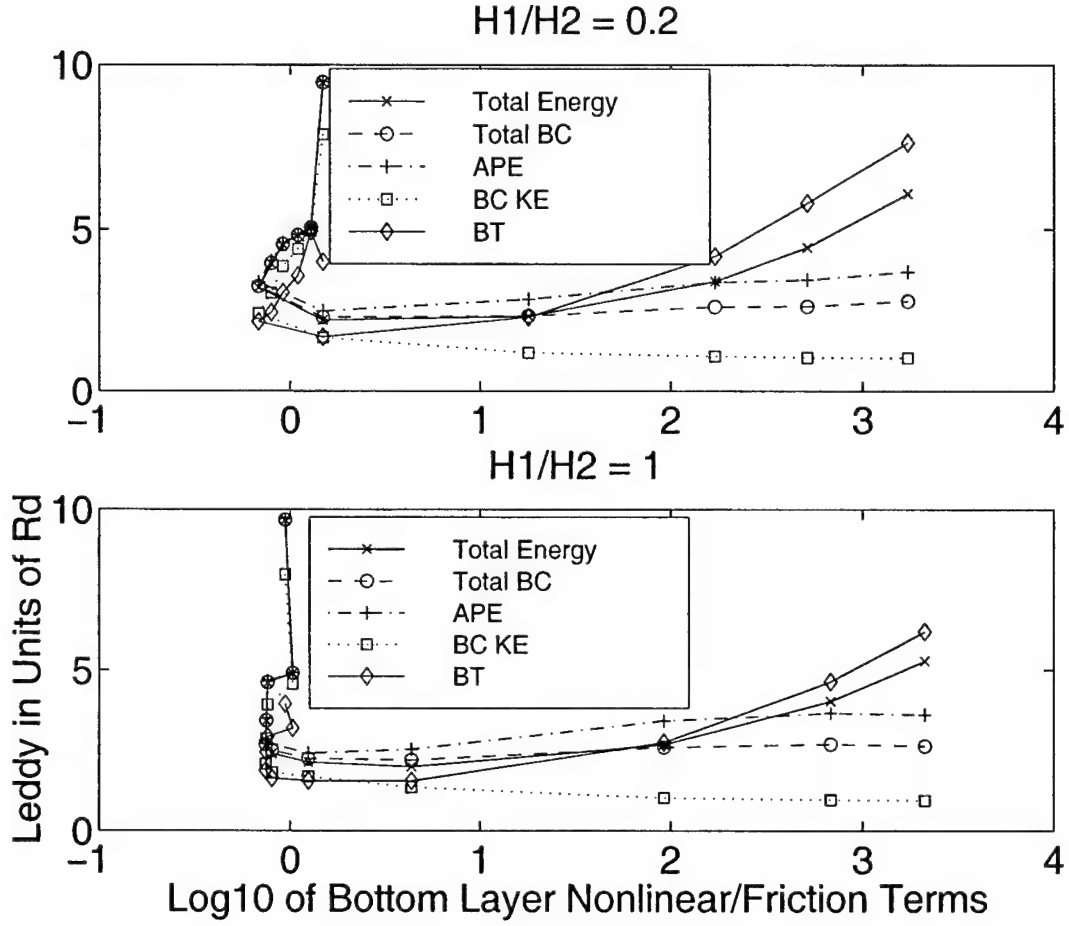 H1/H2 = 0.2
10
5
0
Total Energy
Total BC
APE
BC KE
BT
−1 0 1 2 3 4
H1/H2 = 1
Leddy in Units of Rd
10
5
0
Total Energy
Total BC
APE
BC KE
BT
−1 0 1 2 3 4
Log10 of Bottom Layer Nonlinear/Friction Terms